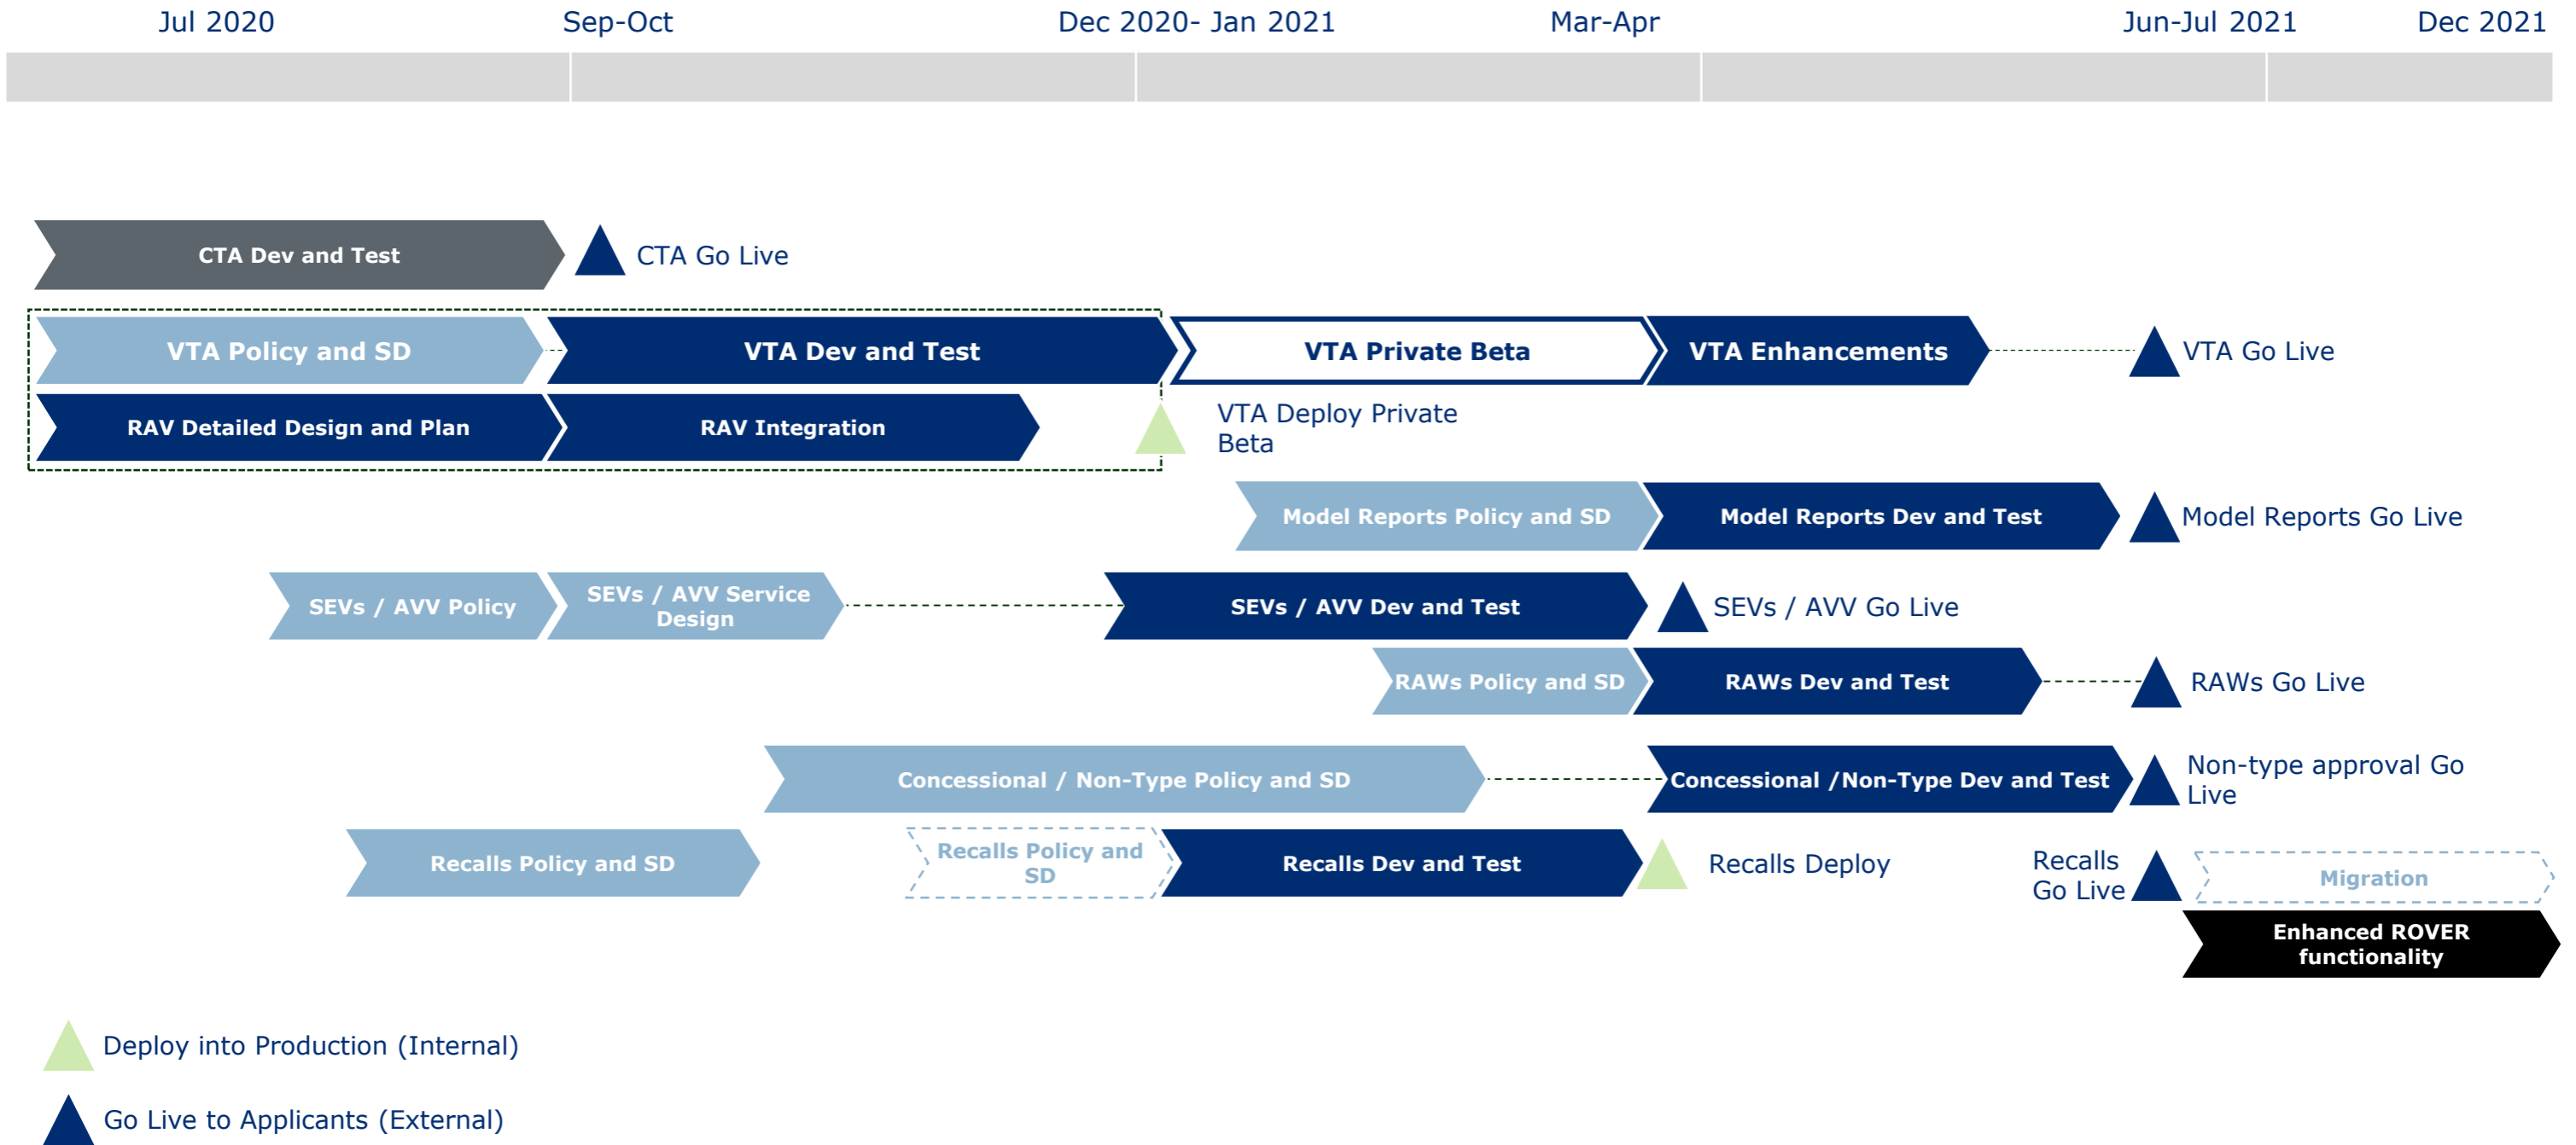 Jul 2020
Sep-Oct
Dec 2020- Jan 2021
Mar-Apr
Jun-Jul 2021
Dec 2021
CTA Dev and Test
CTA Go Live
VTA Policy and SD
VTA Dev and Test
VTA Private Beta
VTA Enhancements
VTA Go Live
RAV Detailed Design and Plan
RAV Integration
VTA Deploy Private
Beta
Model Reports Policy and SD
Model Reports Dev and Test
Model Reports Go Live
SEVs / AVV Policy
SEVs / AVV Service
Design
SEVs / AVV Dev and Test
SEVs / AVV Go Live
RAWs Policy and SD
RAWs Dev and Test
RAWs Go Live
Concessional / Non-Type Policy and SD
Concessional /Non-Type Dev and Test
Non-type approval Go
Live
Recalls Policy and SD
Recalls Policy and
SD
Recalls Dev and Test
Recalls Deploy
Recalls
Go Live
Migration
Enhanced ROVER
functionality
Deploy into Production (Internal)
Go Live to Applicants (External)